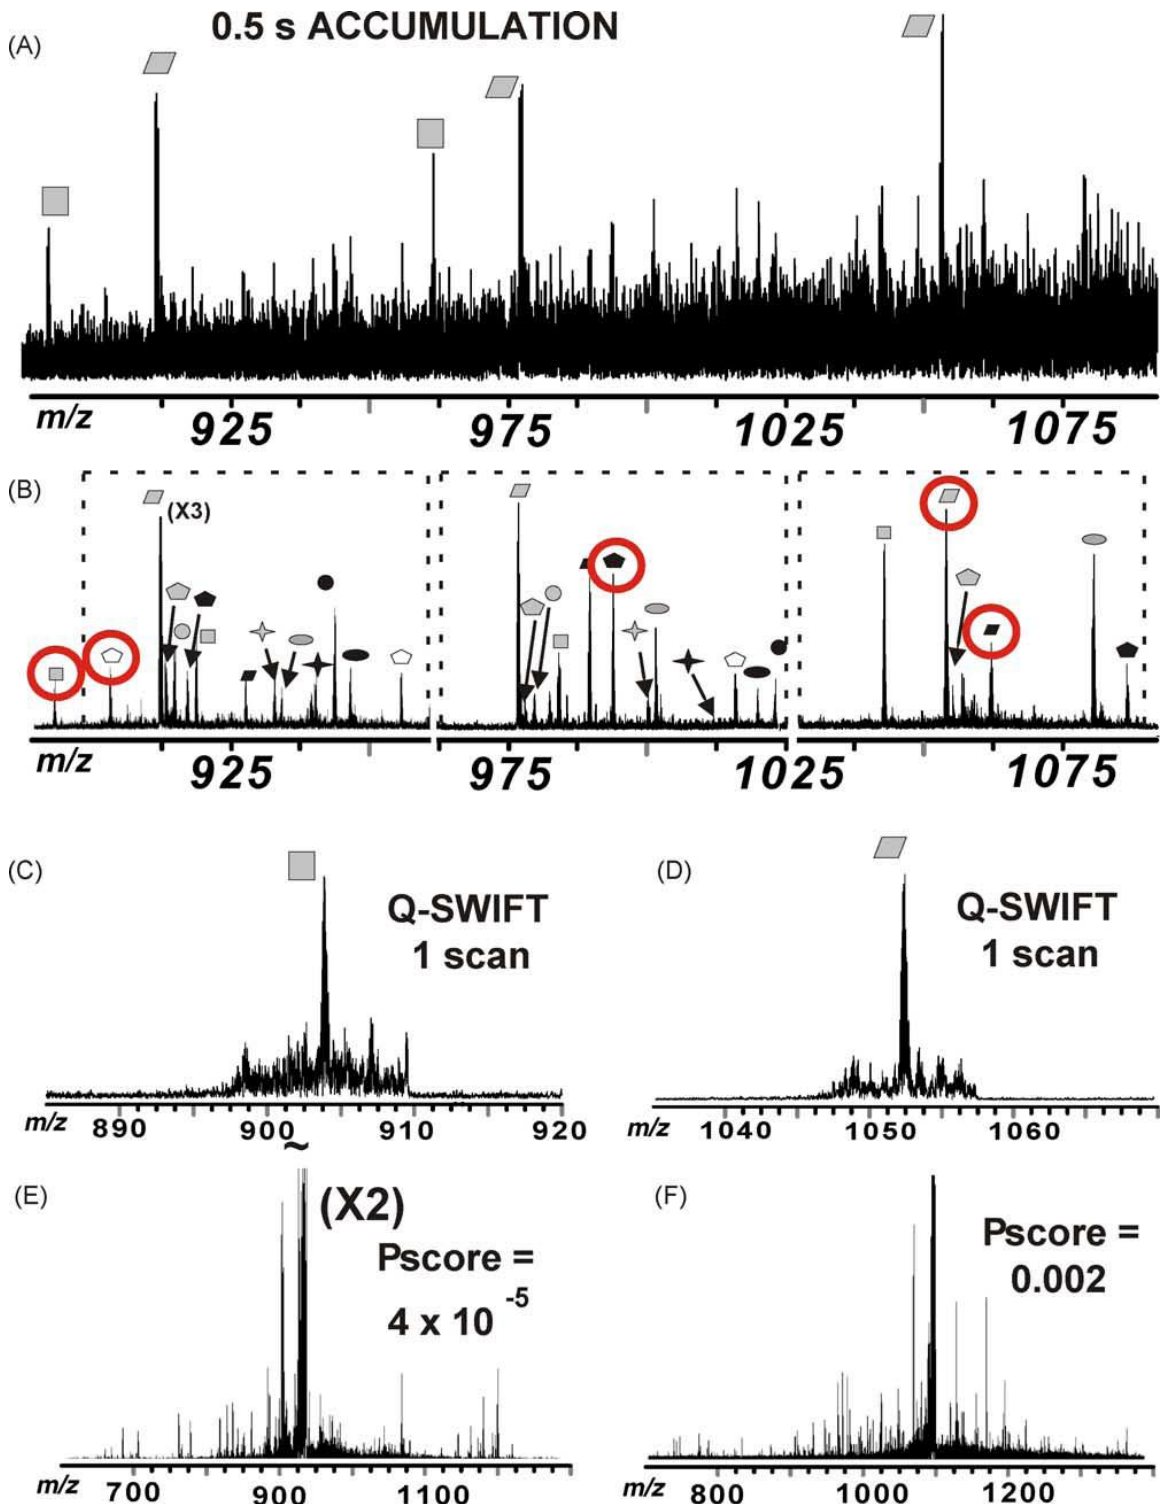 0.5 s ACCUMULATION
(A)
m/z 925 975 1025 1075
(B)
(X3)
m/z 925 975 1025 1075
(C)
Q-SWIFT
1 scan
m/z 890 900 910 920
~
(D)
Q-SWIFT
1 scan
m/z 1040 1050 1060
(E)
(X2)
Pscore =
4 x 10 -5
m/z 700 900 1100
(F)
Pscore =
0.002
m/z 800 1000 1200